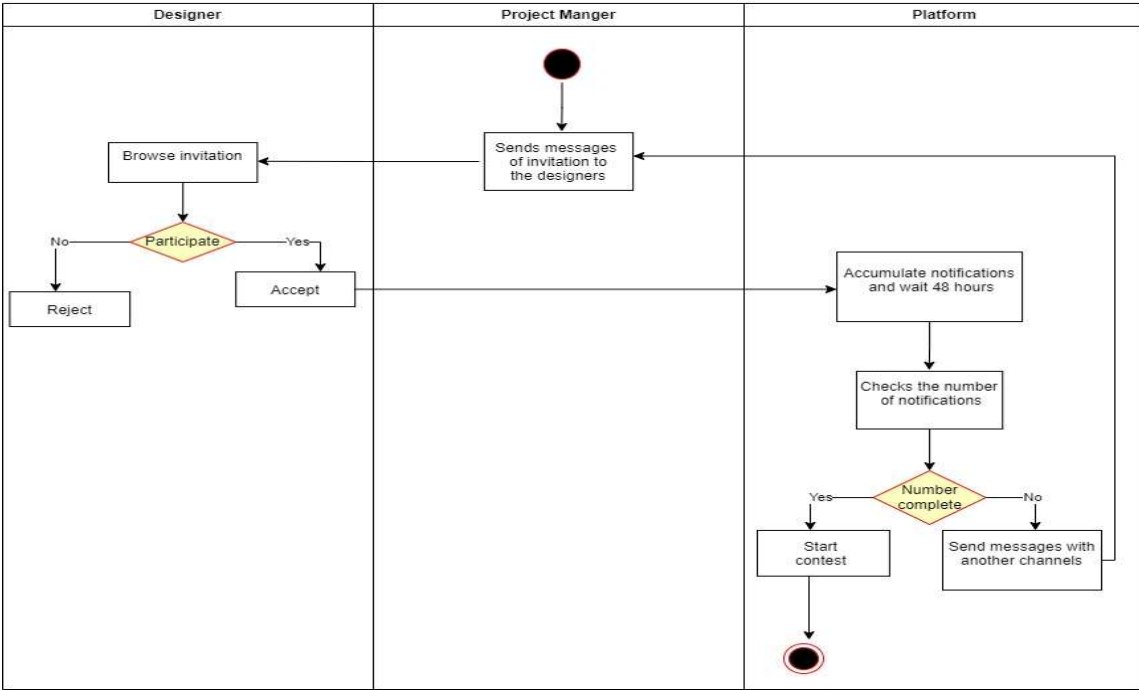 Designer
Project Manger
Platform
Sends messages
of invitation to
the designers
Browse invitation
Participate
No
Yes
Reject
Accept
Accumulate notifications
and wait 48 hours
Checks the number
of notifications
Number
complete
Yes
No
Start
contest
Send messages with
another channels